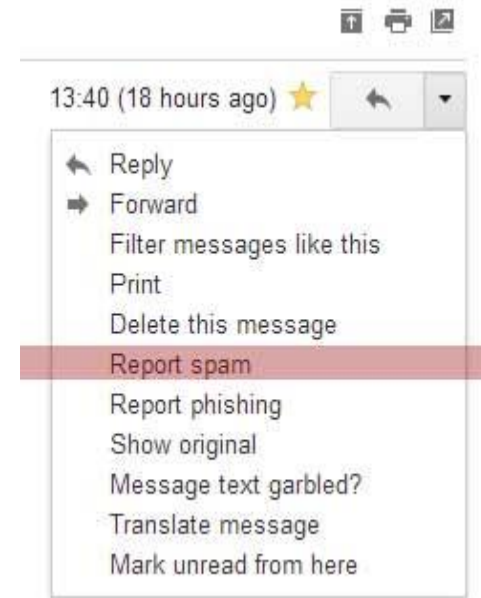 13:40 (18 hours ago)
Reply
Forward
Filter messages like this
Print
Delete this message
Report spam
Report phishing
Show original
Message text garbled?
Translate message
Mark unread from here